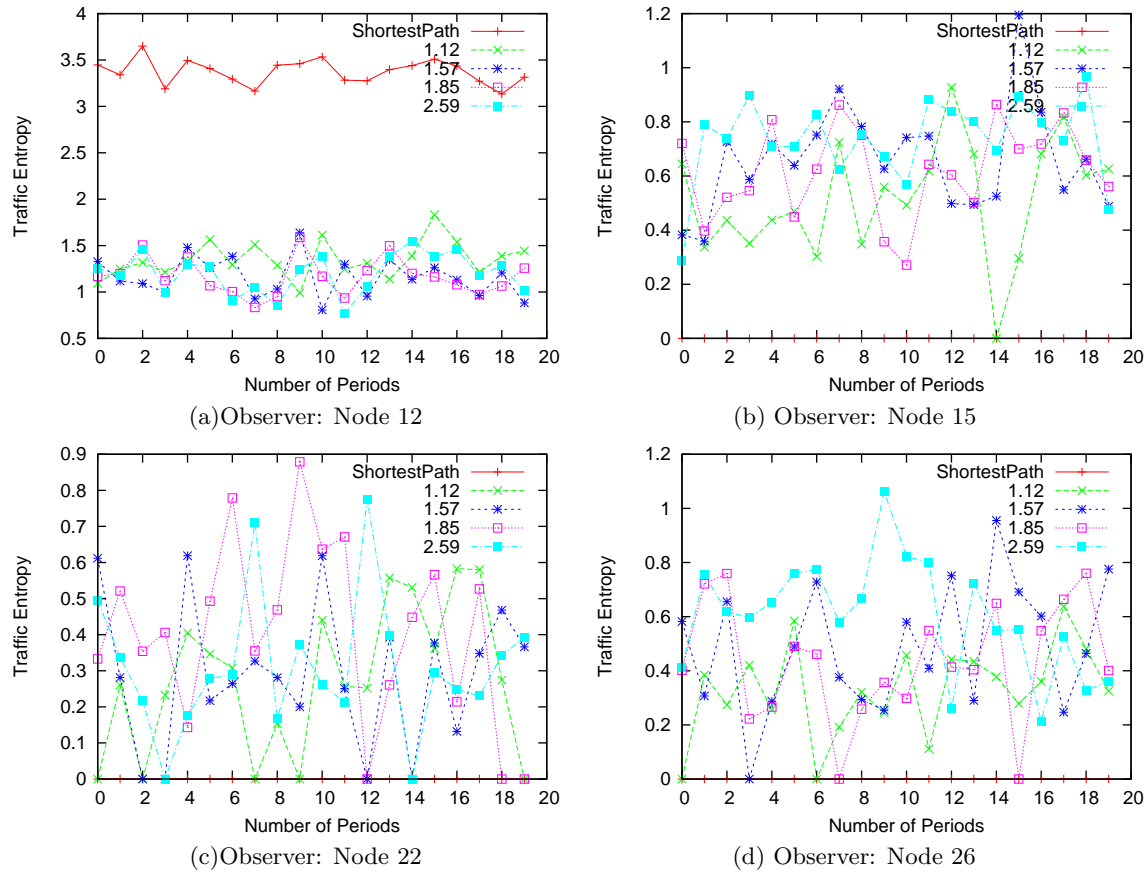 4
3.5
3
2.5
2
1.5
1
0.5
0 2 4 6 8 10 12 14 16 18 20
Traffic Entropy
Number of Periods
ShortestPath
1.12
1.57
1.85
2.59
(a)Observer: Node 12
1.2
1
0.8
0.6
0.4
0.2
0
0 2 4 6 8 10 12 14 16 18 20
Traffic Entropy
Number of Periods
ShortestPath
1.12
1.57
1.85
2.59
(b) Observer: Node 15
0.9
0.8
0.7
0.6
0.5
0.4
0.3
0.2
0.1
0
0 2 4 6 8 10 12 14 16 18 20
Traffic Entropy
Number of Periods
ShortestPath
1.12
1.57
1.85
2.59
(c)Observer: Node 22
1.2
1
0.8
0.6
0.4
0.2
0
0 2 4 6 8 10 12 14 16 18 20
Traffic Entropy
Number of Periods
ShortestPath
1.12
1.57
1.85
2.59
(d) Observer: Node 26